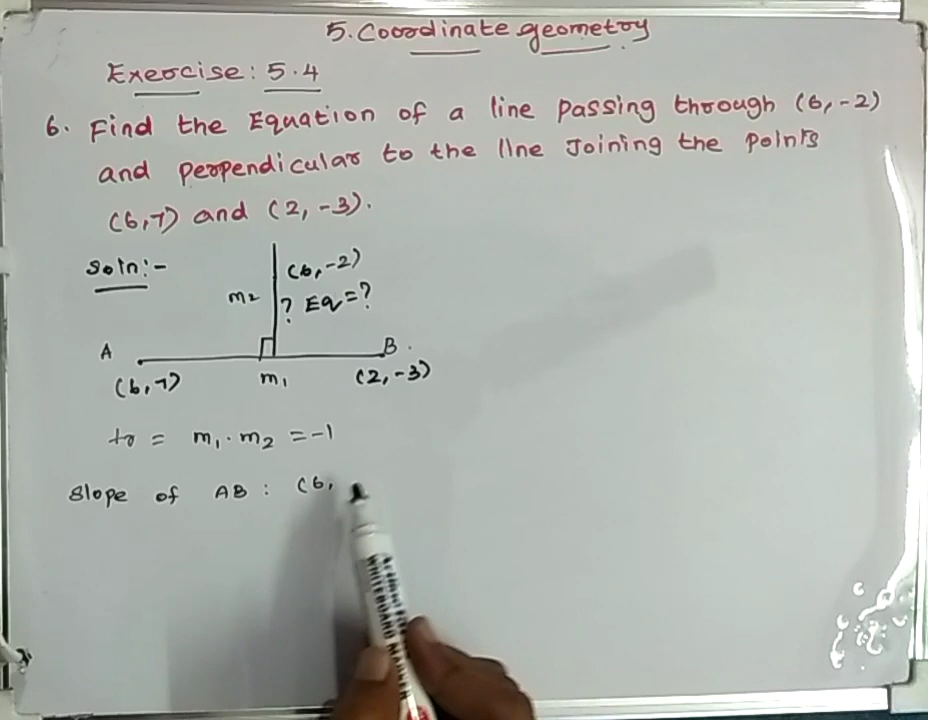 5. Coordinate geometry
Exercise: 5.4
6. Find the Equation of a line passing through (6, -2)
and perpendicular to the line Joining the points
(6,7) and (2, -3).
Soln:-
(6, -2)
m2 ? Eq=?
A B.
(6,7) m1 (2, -3)
m1 . m2 = -1
Slope of AB : (6,
WHITEBOARD MARKER